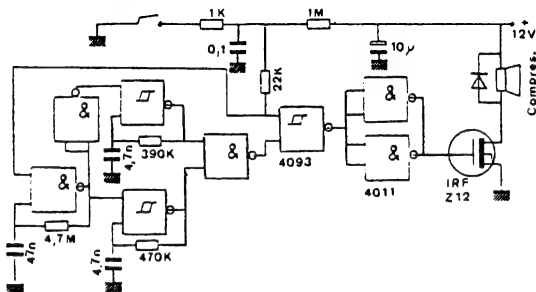 1K
1M
+
12V
0,1
10µ
22K
Compres.
&
4,7n
390K
&
&
&
4093
&
4011
IRF
Z12
4,7M
47n
4,7n
470K